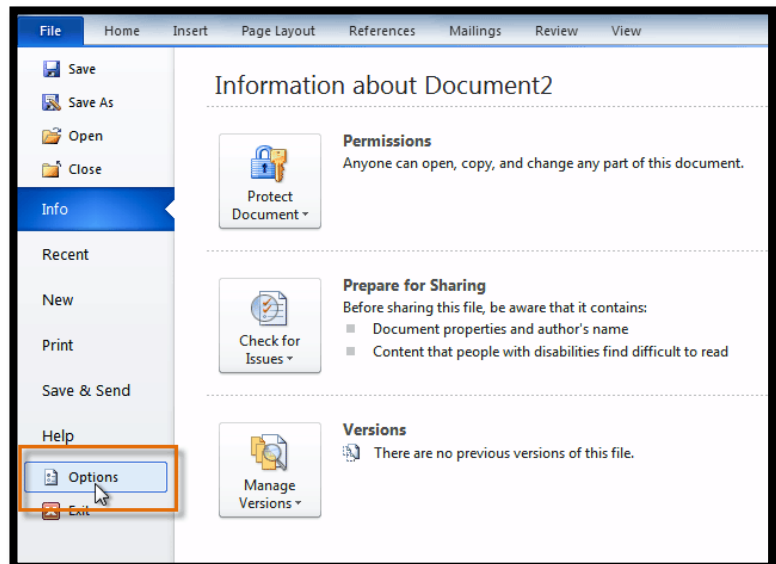 File Home Insert Page Layout References Mailings Review View
Save
Save As
Open
Close
Info
Recent
New
Print
Save & Send
Help
Options
Exit
Information about Document2
Protect
Document
Permissions
Anyone can open, copy, and change any part of this document.
Check for
Issues
Prepare for Sharing
Before sharing this file, be aware that it contains:
Document properties and author's name
Content that people with disabilities find difficult to read
Manage
Versions
Versions
There are no previous versions of this file.